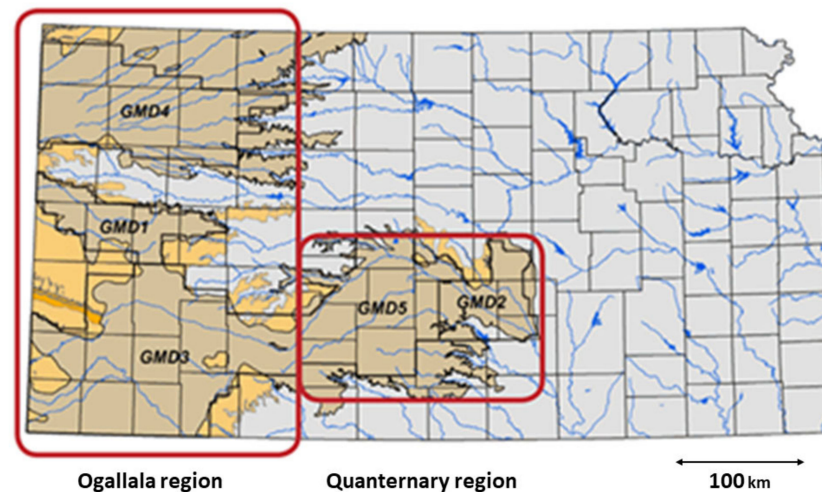 GMD4
GMD1
GMD5
GMD2
GMD3
Ogallala region
Quanternary region
100 km